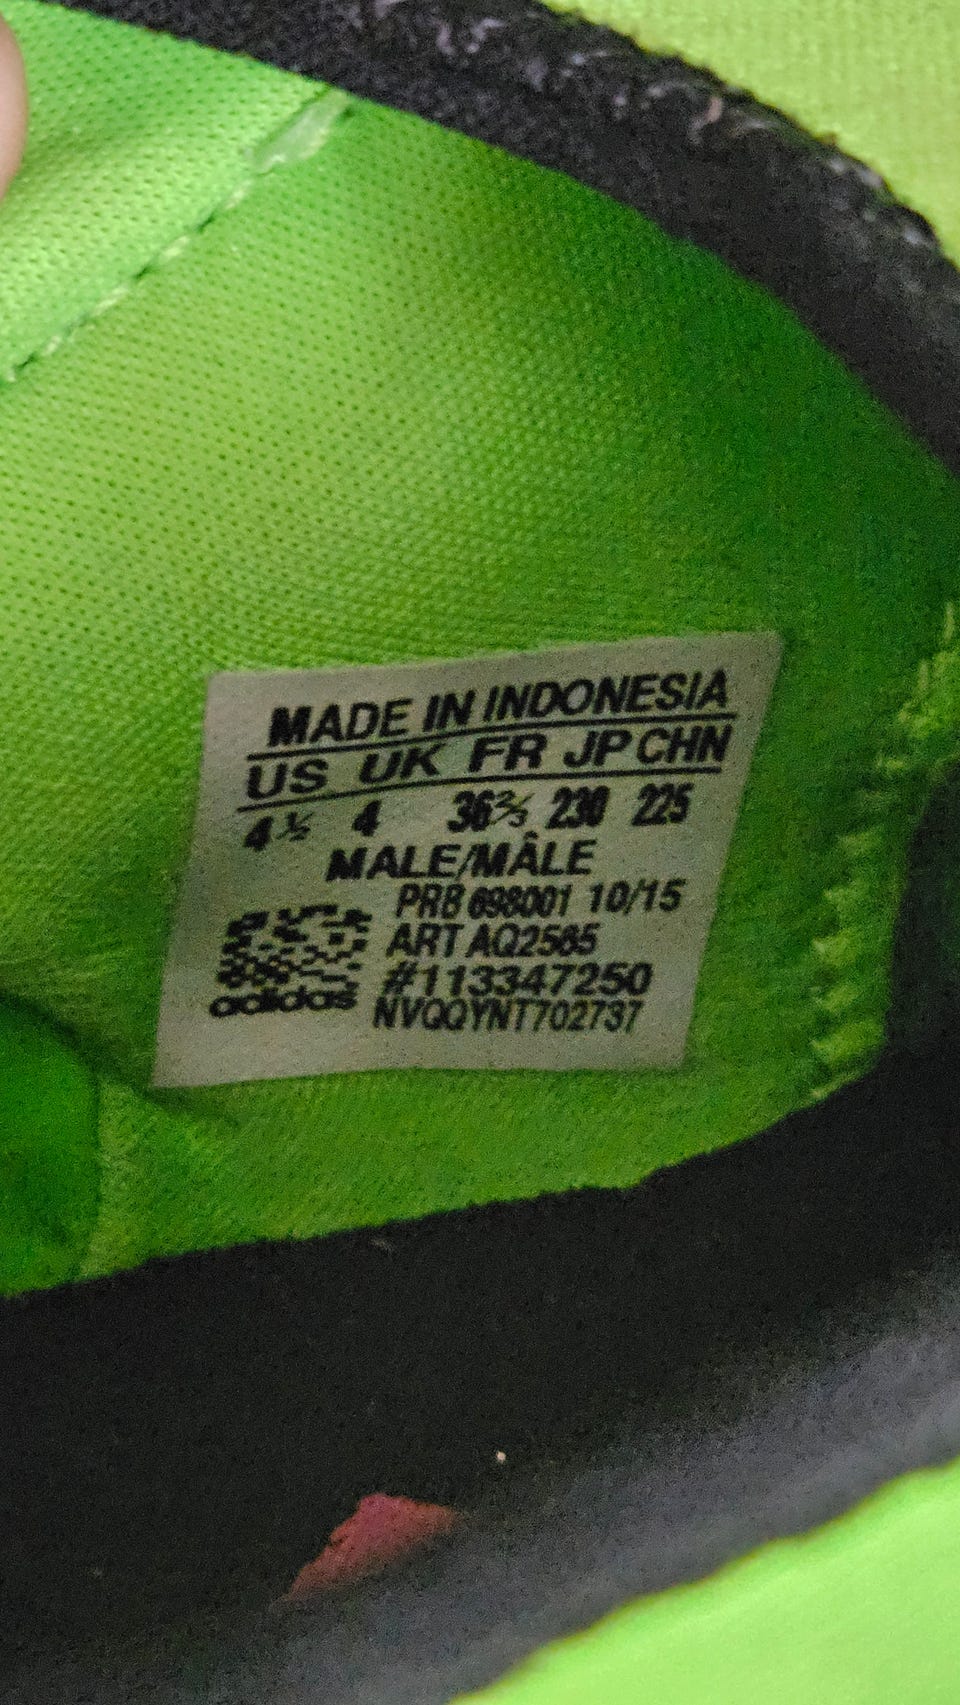 MADE IN INDONESIA
US UK FR JP CHN
4½ 4 36⅔ 230 225
MALE/MÂLE
PRB 698001 10/15
ART AQ2565
#113347250
NVQQYNT702737
adidas